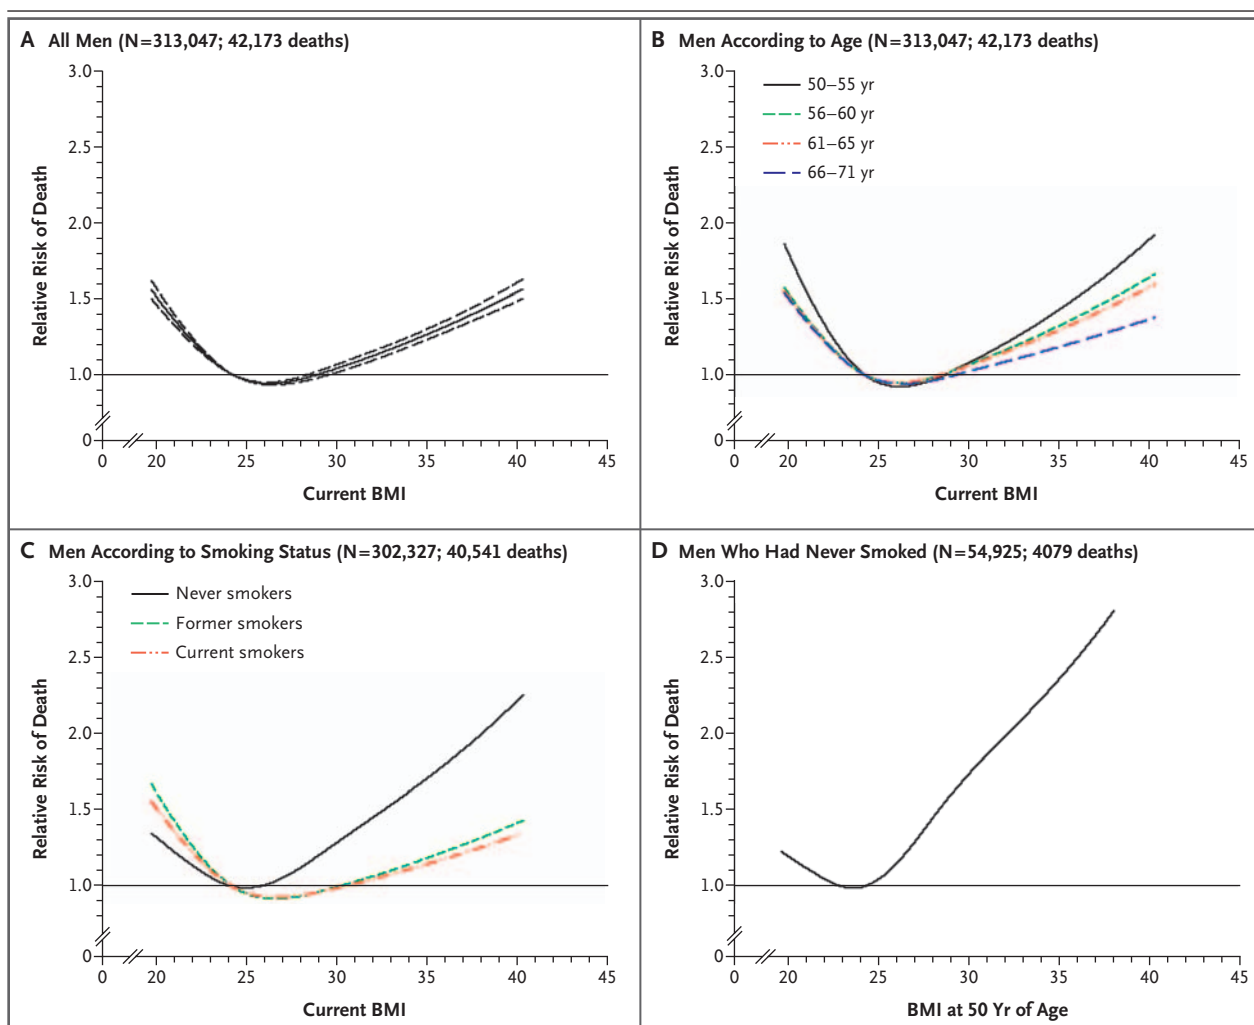 A Men All Men (N=313,047; 42,173 deaths)
3.0
2.5
2.0
1.5
1.0
0
Relative Risk of Death
0 20 25 30 35 40 45
Current BMI
B Men According to Age (N=313,047; 42,173 deaths)
50–55 yr
56–60 yr
61–65 yr
66–71 yr
3.0
2.5
2.0
1.5
1.0
0
Relative Risk of Death
0 20 25 30 35 40 45
Current BMI
C Men According to Smoking Status (N=302,327; 40,541 deaths)
Never smokers
Former smokers
Current smokers
3.0
2.5
2.0
1.5
1.0
0
Relative Risk of Death
0 20 25 30 35 40 45
Current BMI
D Men Who Had Never Smoked (N=54,925; 4079 deaths)
3.0
2.5
2.0
1.5
1.0
0
Relative Risk of Death
0 20 25 30 35 40 45
BMI at 50 Yr of Age